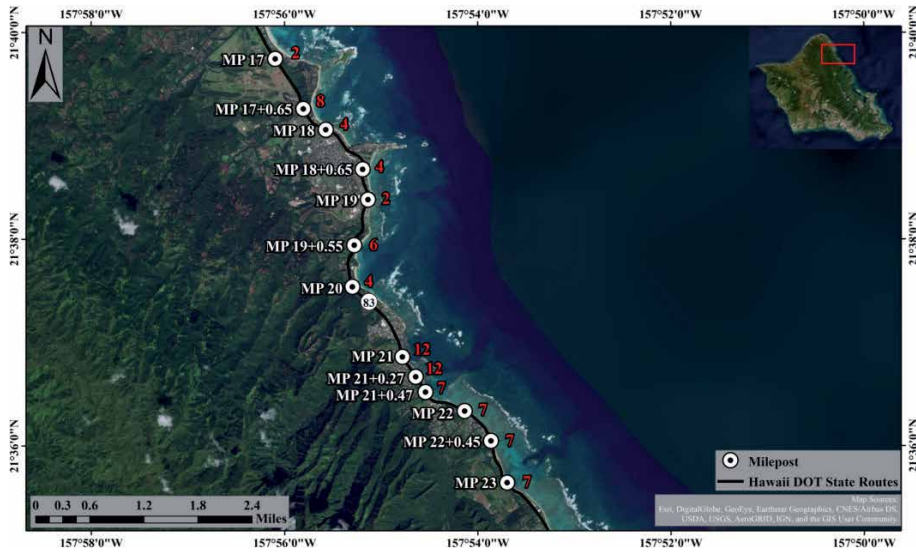 157°58'0"W 157°56'0"W 157°54'0"W 157°52'0"W 157°50'0"W
21°40'0"N
21°40'0"N
N
MP 17 2
MP 17+0.65 8
MP 18 4
MP 18+0.65 4
MP 19 2
21°38'0"N
21°38'0"N
MP 19+0.55 6
MP 20 4
83
MP 21 12
MP 21+0.27 12
MP 21+0.47 7
MP 22 7
MP 22+0.45 7
21°36'0"N
21°36'0"N
MP 23 7
Milepost
Hawaii DOT State Routes
0 0.3 0.6 1.2 1.8 2.4
Miles
Map Sources:
Esri, DigitalGlobe, GeoEye, Earthstar Geographics, CNES/Airbus DS,
USDA, USGS, AeroGRID, IGN, and the GIS User Community
157°58'0"W 157°56'0"W 157°54'0"W 157°52'0"W 157°50'0"W